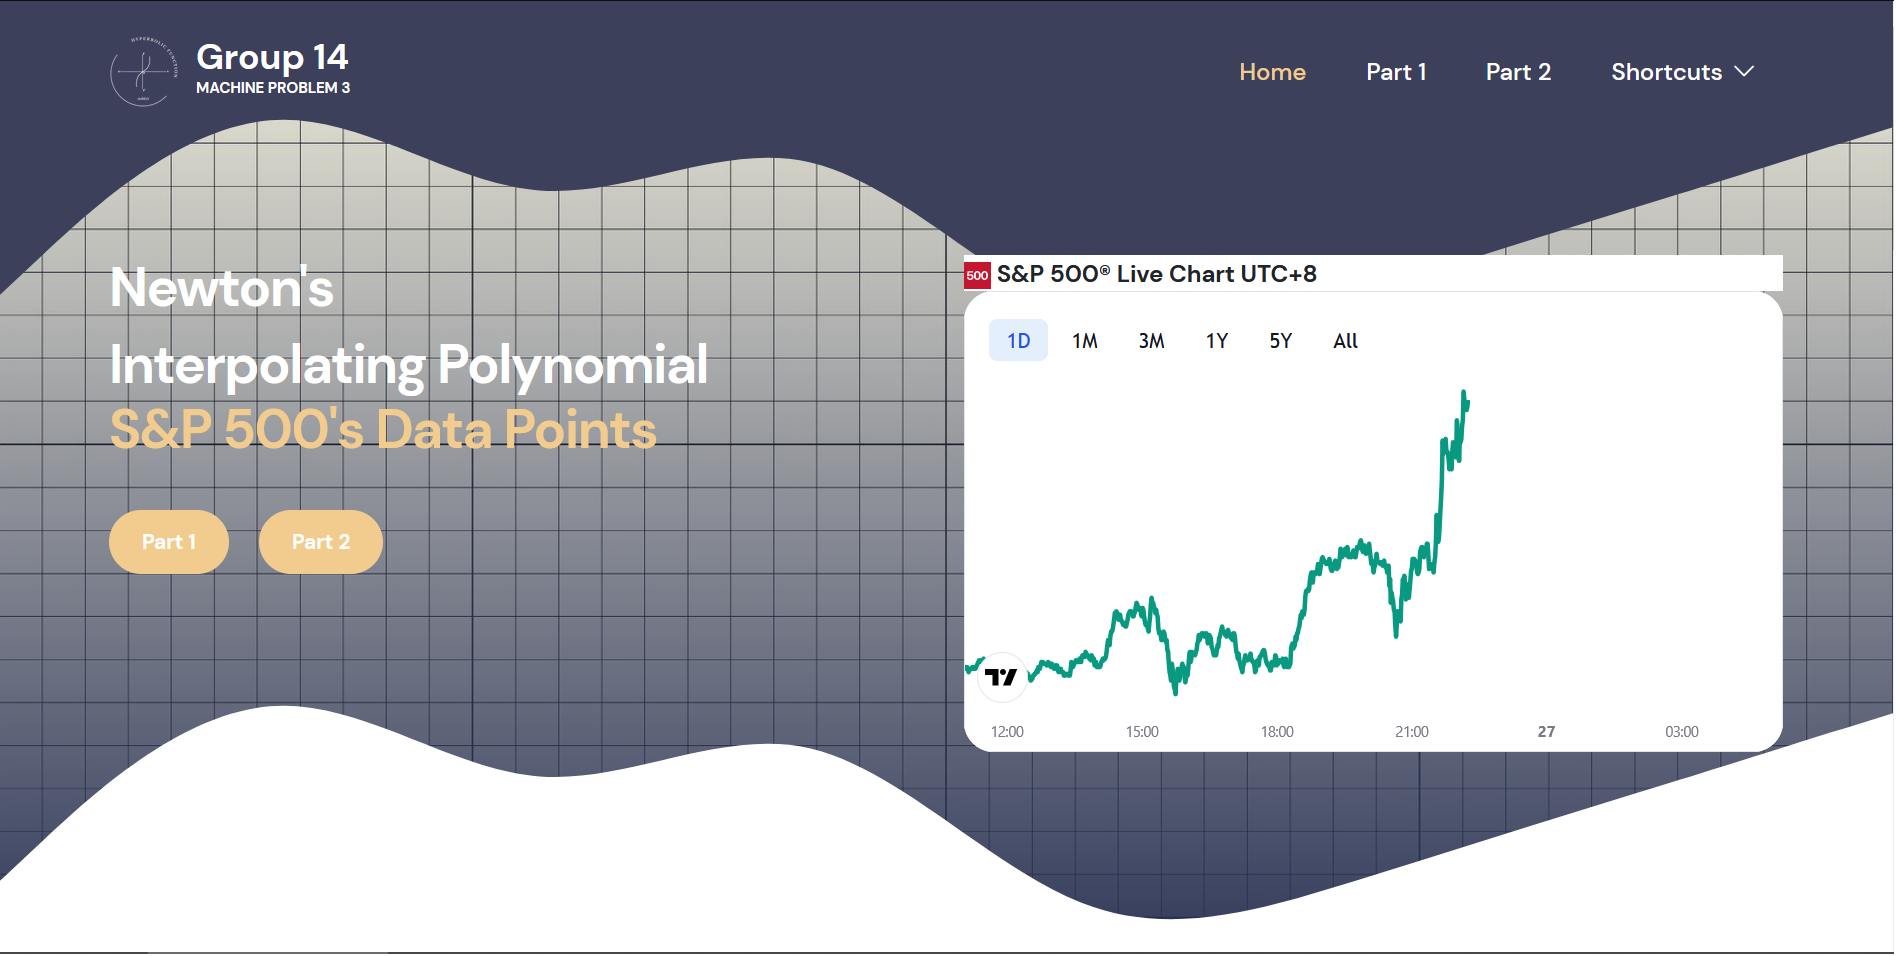 HYPERBOLIC FUNCTION
Group 14
MACHINE PROBLEM 3
Home
Part 1
Part 2
Shortcuts
Newton's
Interpolating Polynomial
S&P 500's Data Points
Part 1
Part 2
500
S&P 500® Live Chart UTC+8
1D
1M
3M
1Y
5Y
All
12:00
15:00
18:00
21:00
27
03:00